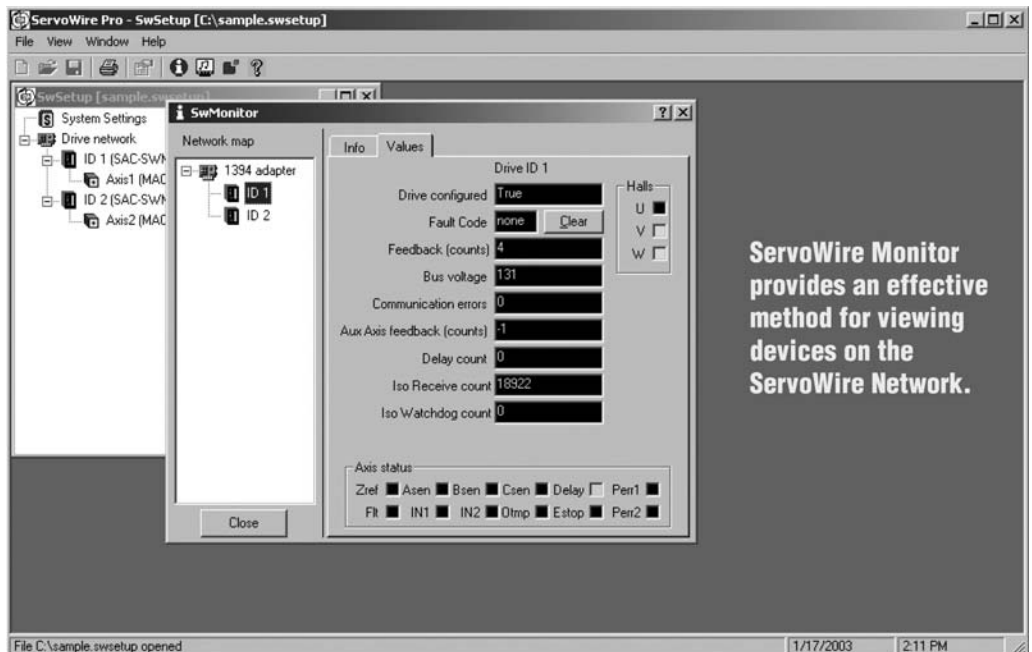 ServoWire Pro - SwSetup [C:\sample.swsetup]
File View Window Help
SwSetup [sample.swsetup]
System Settings
Drive network
ID 1 (SAC-SWM
Axis1 (MAC
ID 2 (SAC-SWM
Axis2 (MAC
SwMonitor
Network map
1394 adapter
ID 1
ID 2
Close
Info Values
Drive ID 1
Drive configured True
Fault Code none Clear
Feedback (counts) 4
Bus voltage 131
Communication errors 0
Aux Axis feedback (counts) -1
Delay count 0
Iso Receive count 18922
Iso Watchdog count 0
Halls
U
V
W
Axis status
Zref Asen Bsen Csen Delay Perr1
Flt IN1 IN2 Otmp Estop Perr2
ServoWire Monitor
provides an effective
method for viewing
devices on the
ServoWire Network.
File C:\sample.swsetup opened 1/17/2003 2:11 PM